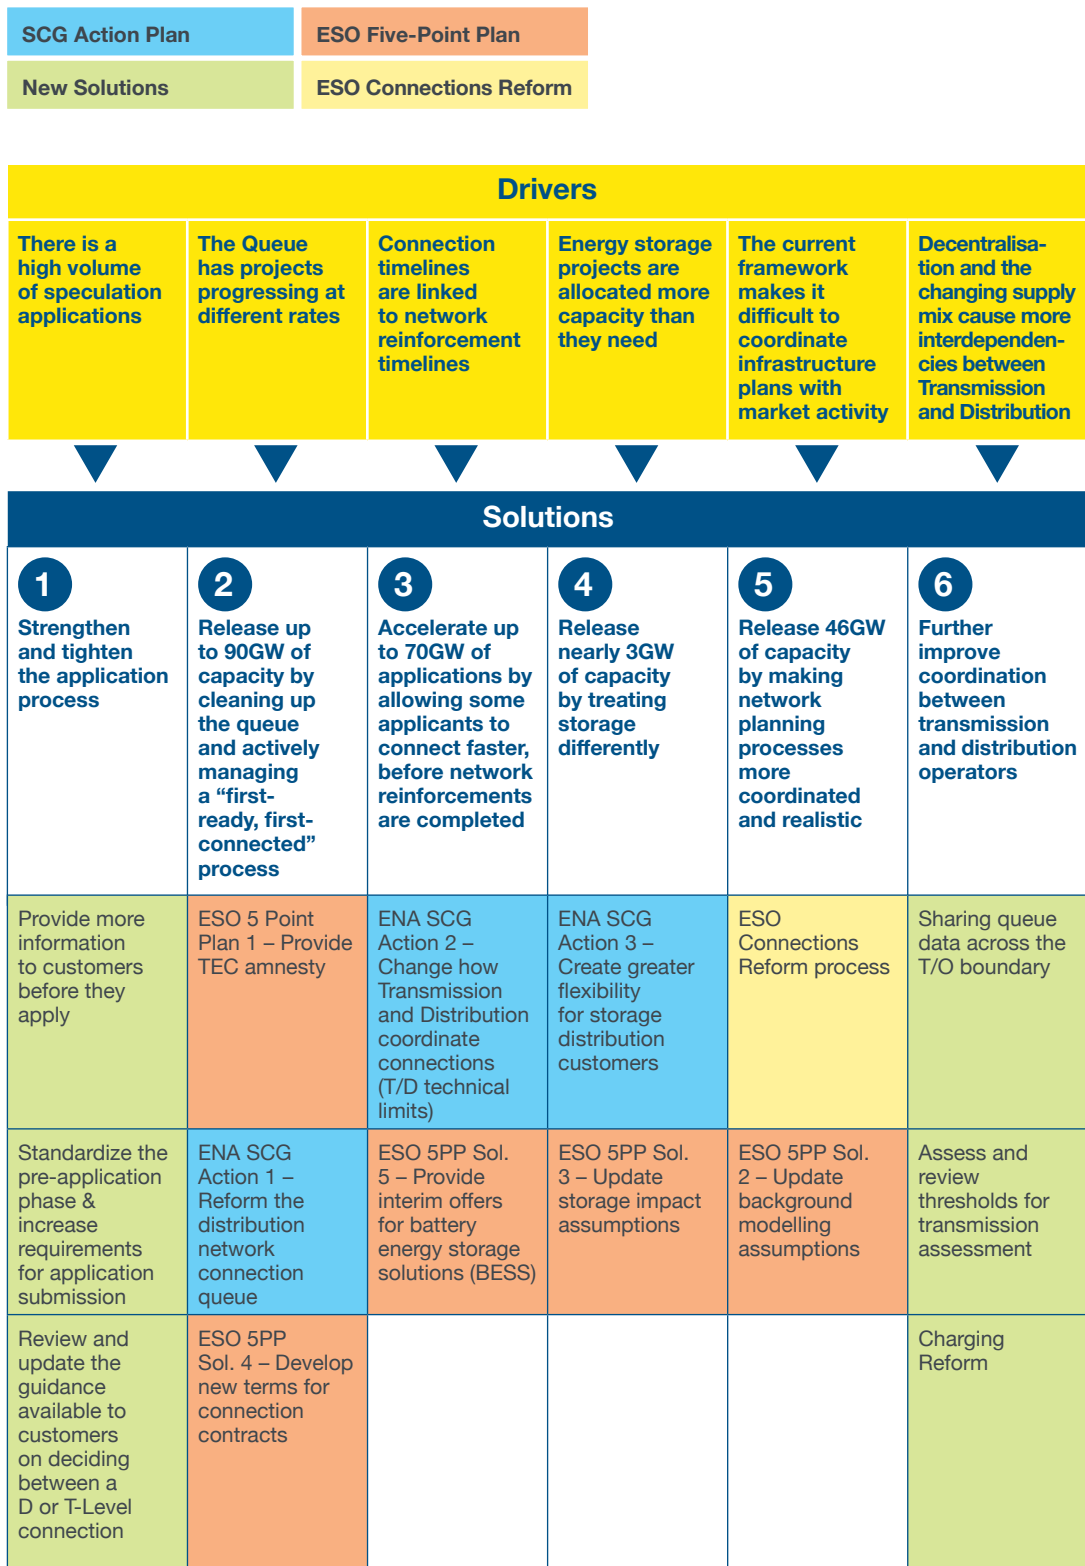 SCG Action Plan
ESO Five-Point Plan
New Solutions
ESO Connections Reform
Drivers
There is a
high volume
of speculation
applications
The Queue
has projects
progressing at
different rates
Connection
timelines
are linked
to network
reinforcement
timelines
Energy storage
projects are
allocated more
capacity than
they need
The current
framework
makes it
difficult to
coordinate
infrastructure
plans with
market activity
Decentralisa-
tion and the
changing supply
mix cause more
interdependen-
cies between
Transmission
and Distribution
Solutions
1
Strengthen
and tighten
the application
process
2
Release up
to 90GW of
capacity by
cleaning up
the queue
and actively
managing
a “first-
ready, first-
connected”
process
3
Accelerate up
to 70GW of
applications by
allowing some
applicants to
connect faster,
before network
reinforcements
are completed
4
Release
nearly 3GW
of capacity
by treating
storage
differently
5
Release 46GW
of capacity
by making
network
planning
processes
more
coordinated
and realistic
6
Further
improve
coordination
between
transmission
and distribution
operators
Provide more
information
to customers
before they
apply
ESO 5 Point
Plan 1 – Provide
TEC amnesty
ENA SCG
Action 2 –
Change how
Transmission
and Distribution
coordinate
connections
(T/D technical
limits)
ENA SCG
Action 3 –
Create greater
flexibility
for storage
distribution
customers
ESO
Connections
Reform process
Sharing queue
data across the
T/O boundary
Standardize the
pre-application
phase &
increase
requirements
for application
submission
ENA SCG
Action 1 –
Reform the
distribution
network
connection
queue
ESO 5PP Sol.
5 – Provide
interim offers
for battery
energy storage
solutions (BESS)
ESO 5PP Sol.
3 – Update
storage impact
assumptions
ESO 5PP Sol.
2 – Update
background
modelling
assumptions
Assess and
review
thresholds for
transmission
assessment
Review and
update the
guidance
available to
customers
on deciding
between a
D or T-Level
connection
ESO 5PP
Sol. 4 – Develop
new terms for
connection
contracts
Charging
Reform